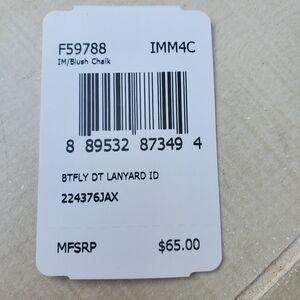 F59788 IMM4C
IM/Blush Chalk
8 89532 87349 4
BTFLY DT LANYARD ID
224376JAX
MFSRP $65.00